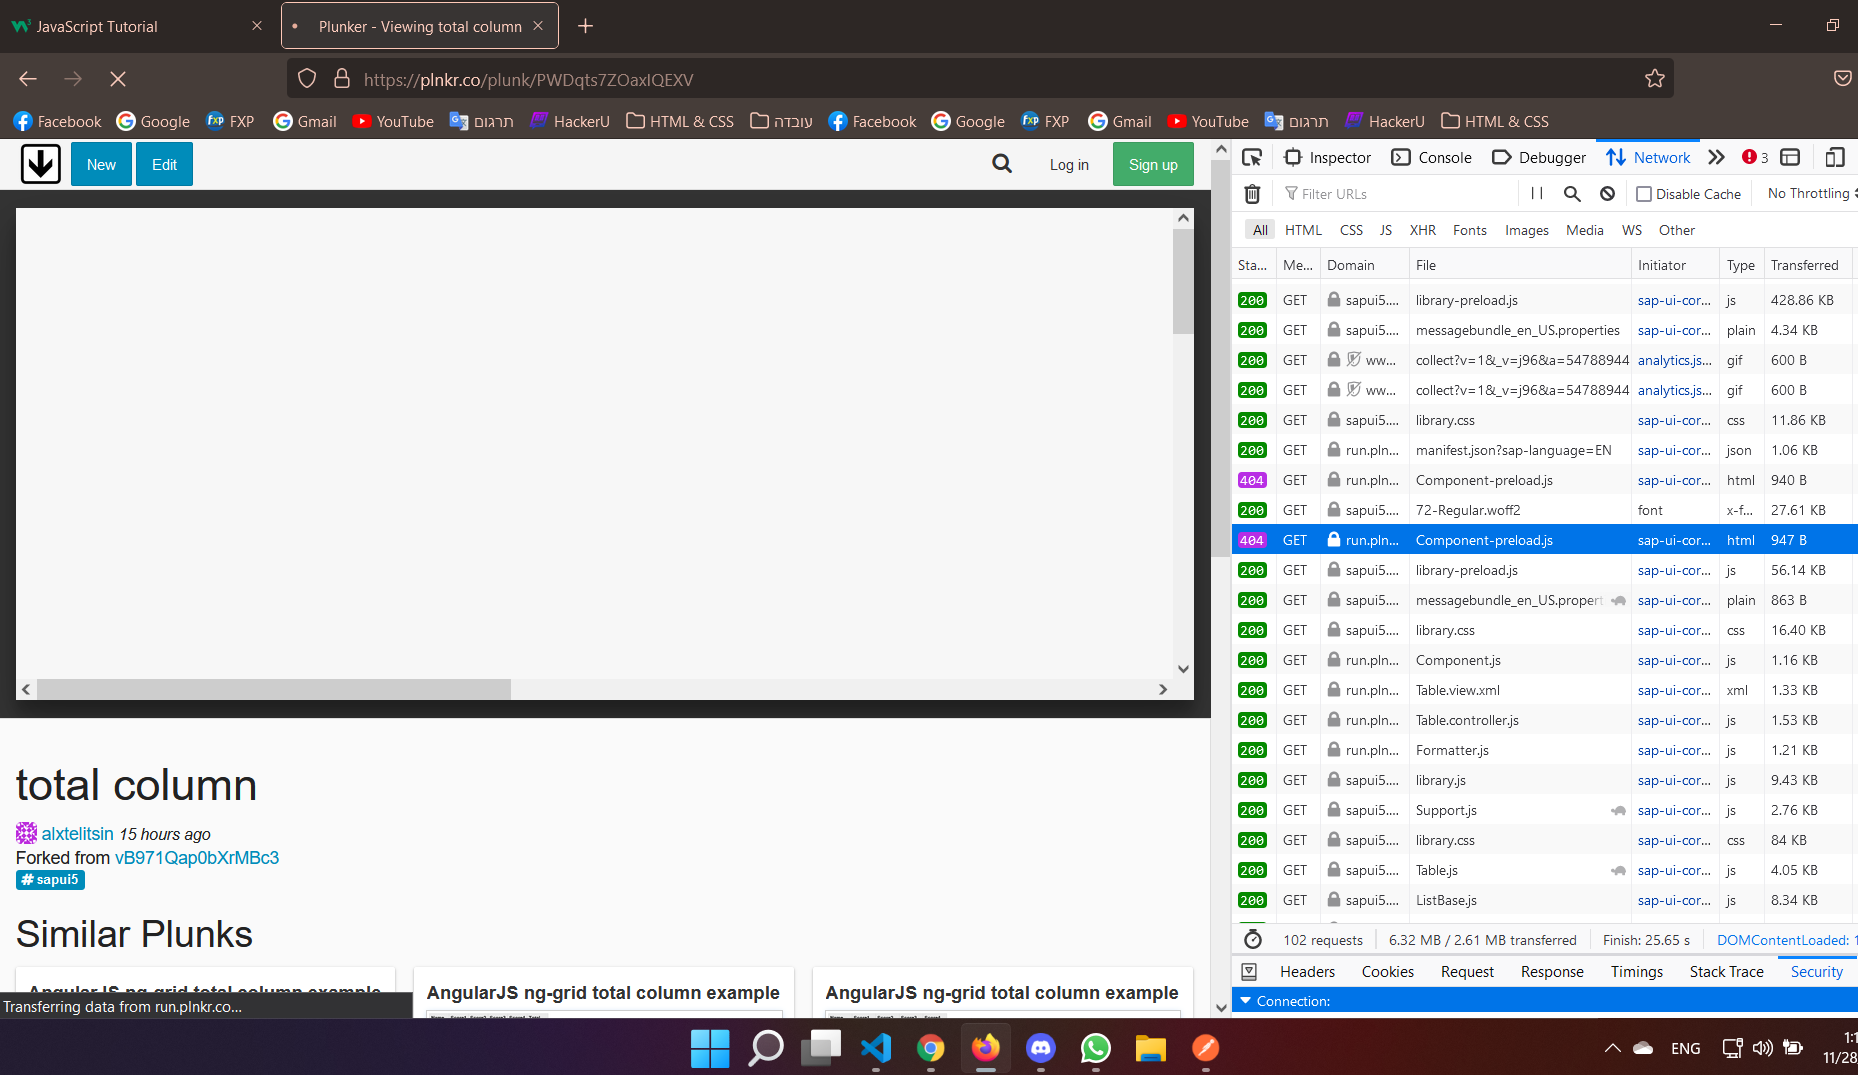 JavaScript Tutorial
Plunker - Viewing total column
https://plnkr.co/plunk/PWDqts7ZOaxlQEXV
Facebook Google FXP Gmail YouTube תרגום HackerU HTML & CSS עובדה Facebook Google FXP Gmail YouTube תרגום HackerU HTML & CSS
New Edit Log in Sign up
total column
alxtelitsin 15 hours ago
Forked from vB971Qap0bXrMBc3
# sapui5
Similar Plunks
AngularJS ng-grid total column example
AngularJS ng-grid total column example
AngularJS ng-grid total column example
Transferring data from run.plnkr.co...
Inspector Console Debugger Network 3
Filter URLs Disable Cache No Throttling
All HTML CSS JS XHR Fonts Images Media WS Other
Sta... Me... Domain File Initiator Type Transferred
200 GET sapui5.... library-preload.js sap-ui-cor... js 428.86 KB
200 GET sapui5.... messagebundle_en_US.properties sap-ui-cor... plain 4.34 KB
200 GET ww... collect?v=1&_v=j96&a=54788944 analytics.js... gif 600 B
200 GET ww... collect?v=1&_v=j96&a=54788944 analytics.js... gif 600 B
200 GET sapui5.... library.css sap-ui-cor... css 11.86 KB
200 GET run.pln... manifest.json?sap-language=EN sap-ui-cor... json 1.06 KB
404 GET run.pln... Component-preload.js sap-ui-cor... html 940 B
200 GET sapui5.... 72-Regular.woff2 font x-f... 27.61 KB
404 GET run.pln... Component-preload.js sap-ui-cor... html 947 B
200 GET sapui5.... library-preload.js sap-ui-cor... js 56.14 KB
200 GET sapui5.... messagebundle_en_US.propert sap-ui-cor... plain 863 B
200 GET sapui5.... library.css sap-ui-cor... css 16.40 KB
200 GET run.pln... Component.js sap-ui-cor... js 1.16 KB
200 GET run.pln... Table.view.xml sap-ui-cor... xml 1.33 KB
200 GET run.pln... Table.controller.js sap-ui-cor... js 1.53 KB
200 GET run.pln... Formatter.js sap-ui-cor... js 1.21 KB
200 GET sapui5.... library.js sap-ui-cor... js 9.43 KB
200 GET sapui5.... Support.js sap-ui-cor... js 2.76 KB
200 GET sapui5.... library.css sap-ui-cor... css 84 KB
200 GET sapui5.... Table.js sap-ui-cor... js 4.05 KB
200 GET sapui5.... ListBase.js sap-ui-cor... js 8.34 KB
102 requests 6.32 MB / 2.61 MB transferred Finish: 25.65 s DOMContentLoaded: 1
Headers Cookies Request Response Timings Stack Trace Security
Connection:
ENG
1:1
11/28